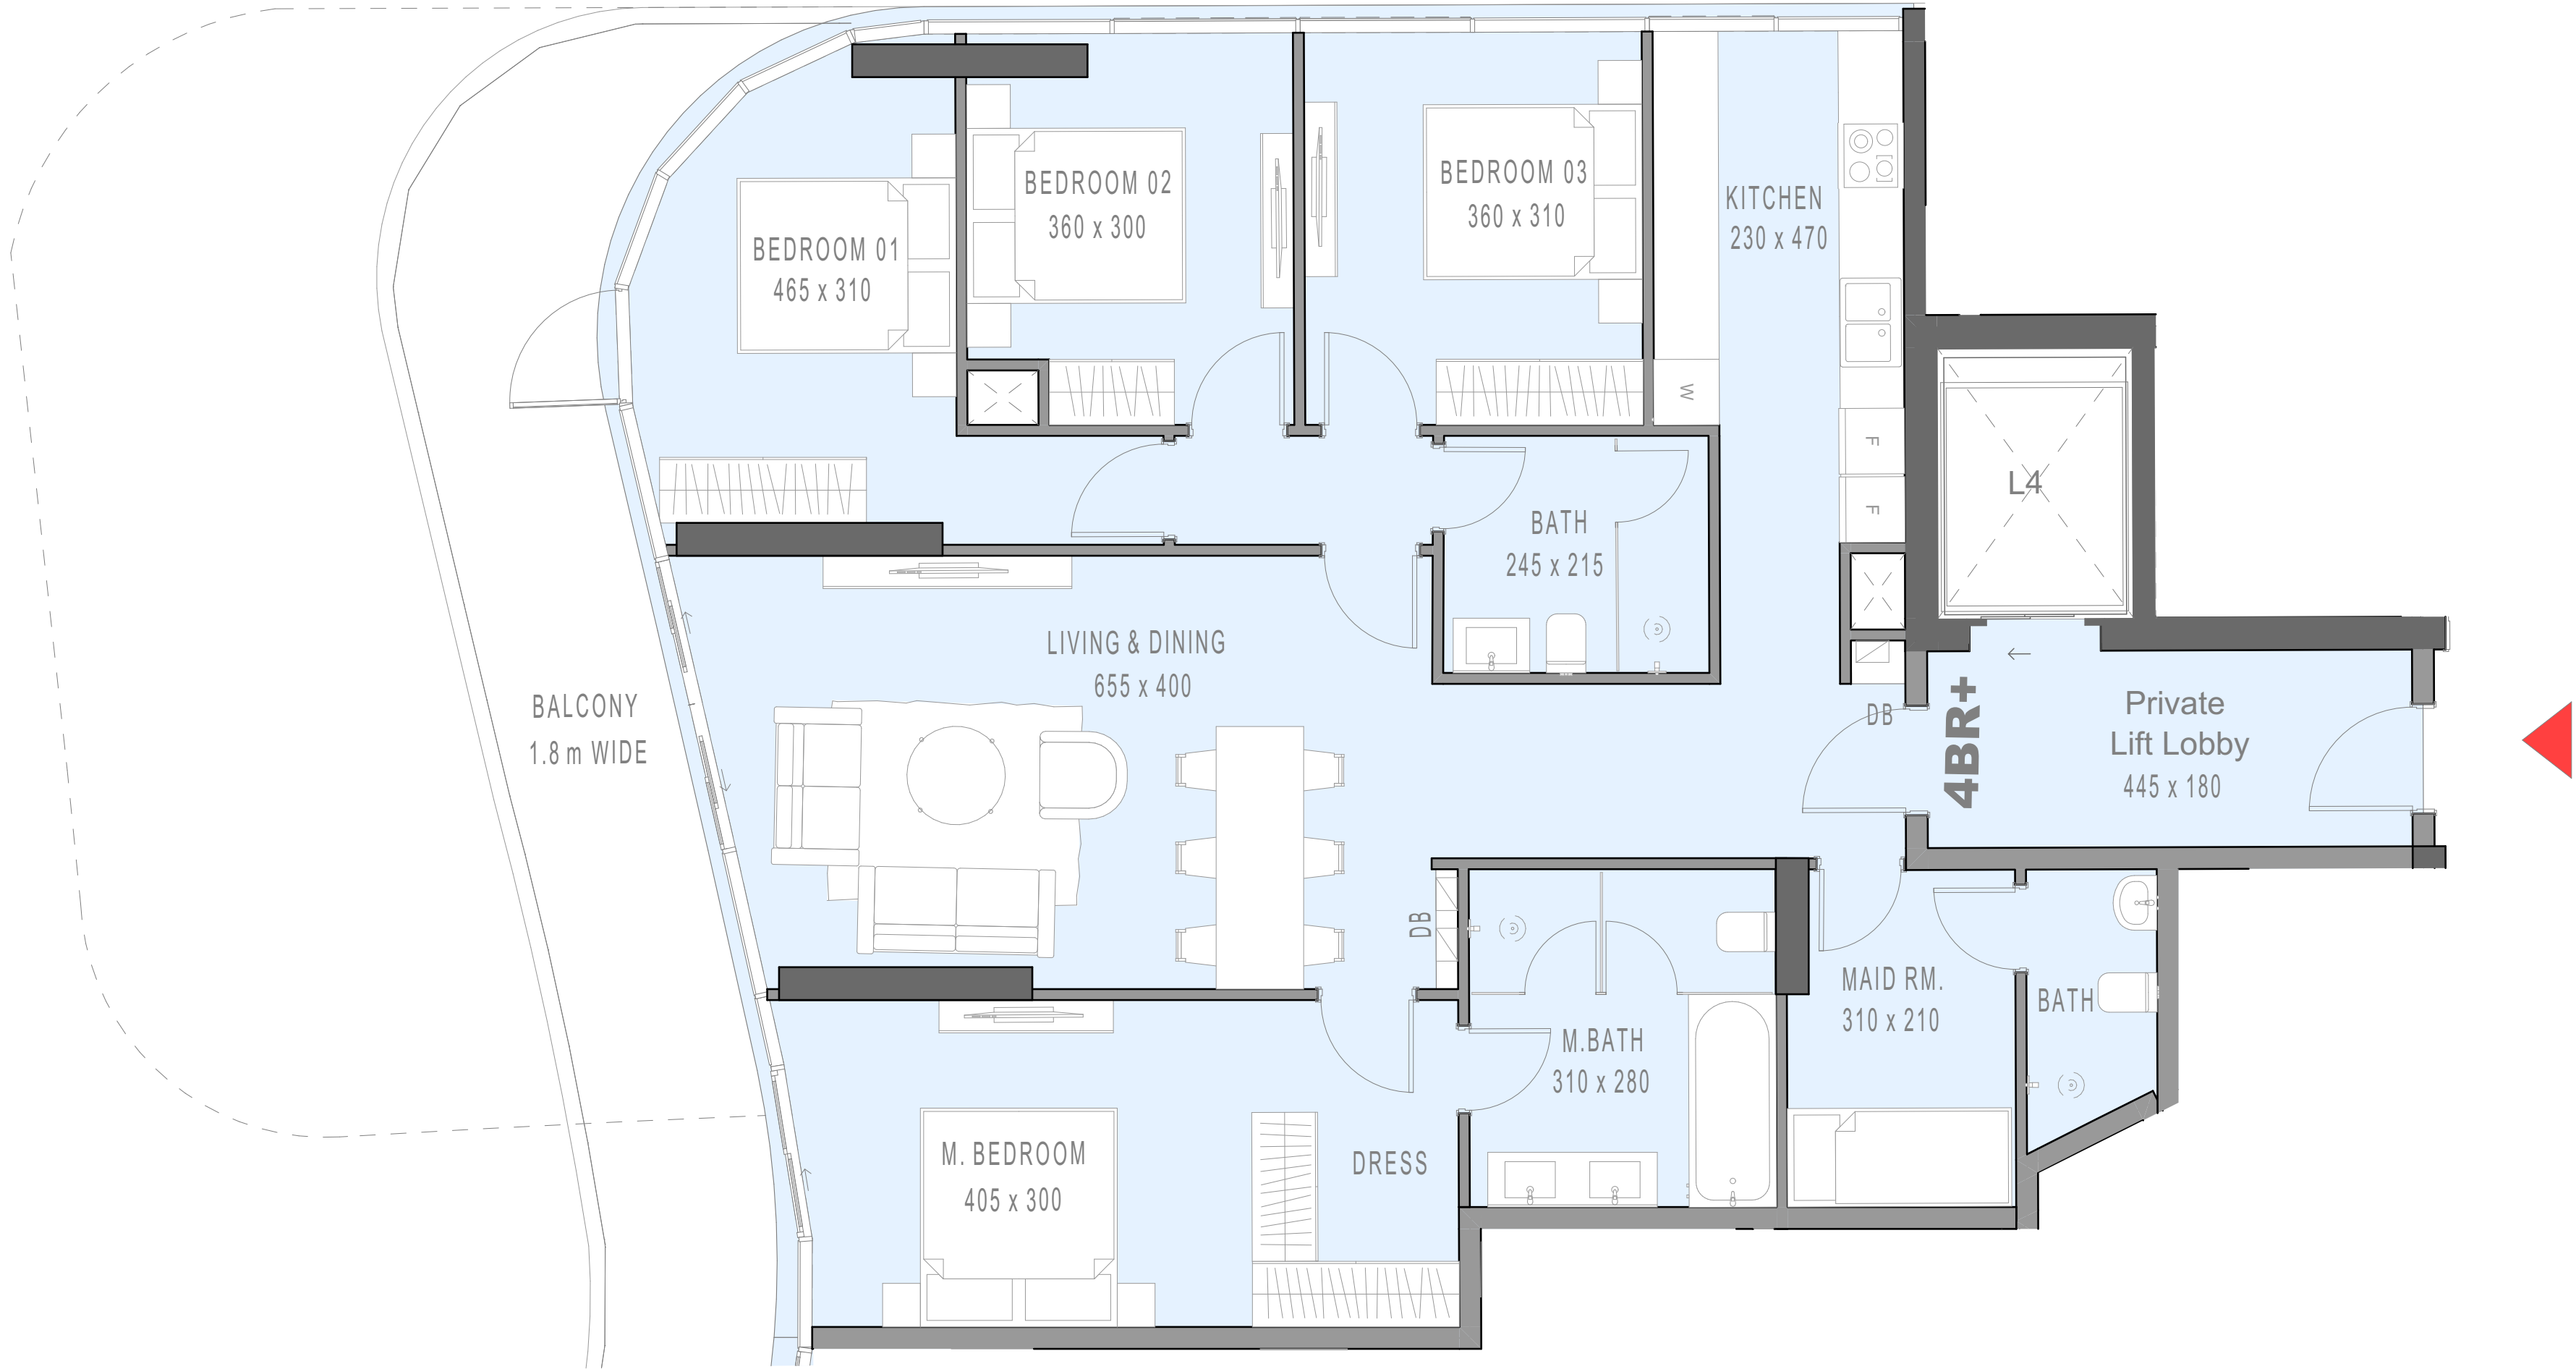 BEDROOM 01
465 x 310
BEDROOM 02
360 x 300
BEDROOM 03
360 x 310
KITCHEN
230 x 470
W
F
F
L4
BATH
245 x 215
LIVING & DINING
655 x 400
BALCONY
1.8 m WIDE
DB
4BR+
Private
Lift Lobby
445 x 180
DB
MAID RM.
310 x 210
BATH
M.BATH
310 x 280
M. BEDROOM
405 x 300
DRESS